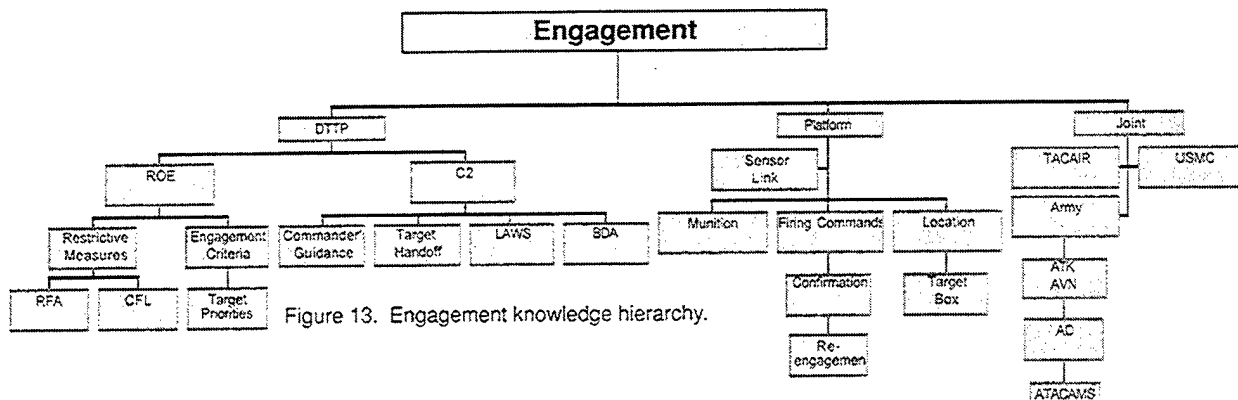 Engagement
DTTP
Platform
Joint
ROE
C2
Sensor
Link
TACAIR
USMC
Army
Restrictive
Measures
Engagement
Criteria
Commander'
Guidance
Target
Handoff
LAWS
BDA
Munition
Firing Commands
Location
RFA
CFL
Target
Priorities
Confirmation
Target
Box
ATK
AVN
Re-
engagemen
AD
ATACAMS
Figure 13. Engagement knowledge hierarchy.